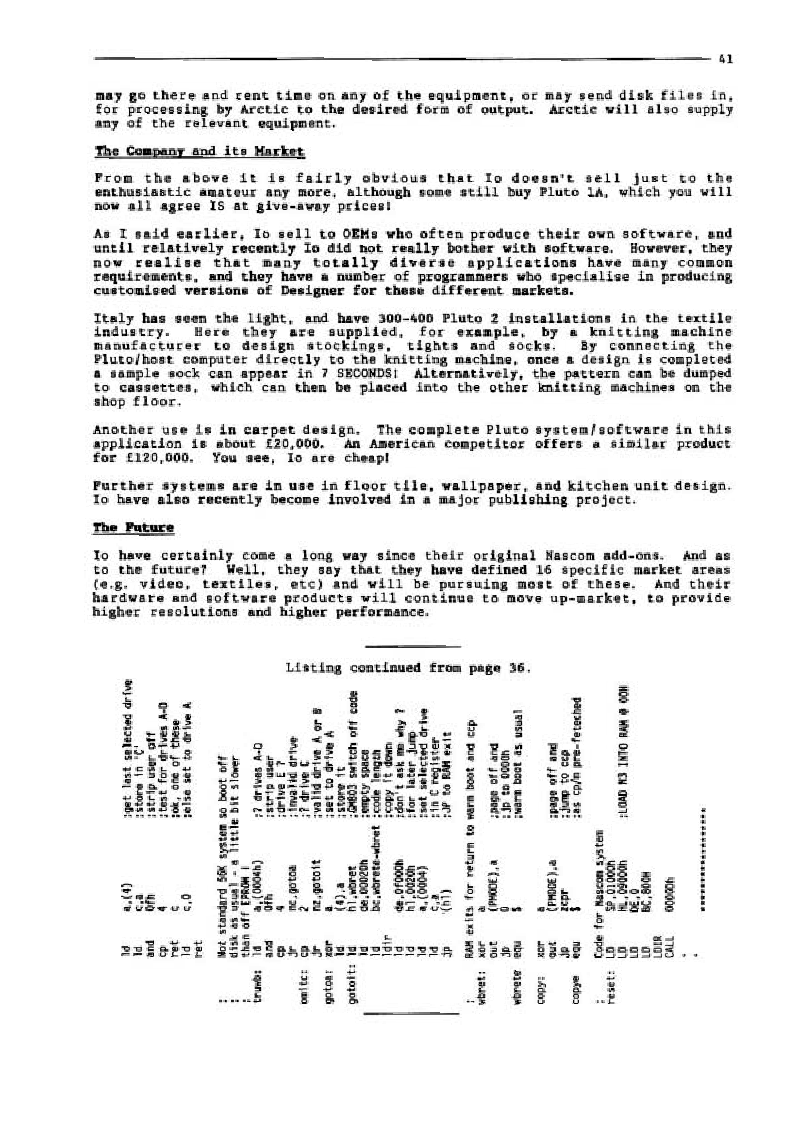 41
may go there and rent time on any of the equipment, or may send disk files in,
for processing by Arctic to the desired form of output. Arctic will also supply
any of the relevant equipment.
The Company and its Market
From the above it is fairly obvious that Io doesn't sell just to the
enthusiastic amateur any more, although some still buy Pluto 1A, which you will
now all agree IS at give-away prices!
As I said earlier, Io sell to OEMs who often produce their own software, and
until relatively recently Io did not really bother with software. However, they
now realise that many totally diverse applications have many common
requirements, and they have a number of programmers who specialise in producing
customised versions of Designer for these different markets.
Italy has seen the light, and have 300-400 Pluto 2 installations in the textile
industry. Here they are supplied, for example, by a knitting machine
manufacturer to design stockings, tights and socks. By connecting the
Pluto/host computer directly to the knitting machine, once a design is completed
a sample sock can appear in 7 SECONDS! Alternatively, the pattern can be dumped
to cassettes, which can then be placed into the other knitting machines on the
shop floor.
Another use is in carpet design. The complete Pluto system/software in this
application is about £20,000. An American competitor offers a similar product
for £120,000. You see, Io are cheap!
Further systems are in use in floor tile, wallpaper, and kitchen unit design.
Io have also recently become involved in a major publishing project.
The Future
Io have certainly come a long way since their original Nascom add-ons. And as
to the future? Well, they say that they have defined 16 specific market areas
(e.g. video, textiles, etc) and will be pursuing most of these. And their
hardware and software products will continue to move up-market, to provide
higher resolutions and higher performance.
Listing continued from page 36.
ld a,(4) ;get last selected drive
ld c,a ;store in 'C'
and 0fh ;strip user off
cp 4 ;test for drives A-D
ret c ;ok, one of these
ld c,0 ;else set to drive A
ret
; Not standard 56K system so boot off
; disk as usual - a little bit slower
; than off EPROM !
trumb: ld a,(0004h) ;? drives A-D
and 0fh ;strip user
cp 4 ;drive E ?
jr nc,gotoa ;invalid drive
omitc: cp 2 ;? drive C
jr nz,gotoit ;valid drive A or B
gotoa: xor a ;set to drive A
ld (4),a ;store it
gotoit: ld hl,wbret ;GM803 switch off code
ld de,00020h ;empty space
ld bc,wbrete-wbret ;code length
ldir ;copy it down
ld de,0f000h ;don't ask me why ?
ld hl,0020h ;for later jump
ld a,(0004) ;set selected drive
ld c,a ;in C register
jp (hl) ;JP to RAM exit
; RAM exits for return to warm boot and ccp
wbret: xor a ;page off and
out (PMODE),a ;jp to 0000h
jp 0 ;warm boot as usual
wbrete equ $
copy: xor a ;page off and
out (PMODE),a ;jump to ccp
jp zcpr ;as cp/m pre-feteched
copye equ $
; Code for Nascom system
reset: LD SP,01000h ;LOAD N3 INTO RAM @ 00H
LD HL,09000h
LD DE,0
LD BC,800H
LDIR
CALL 00000h
.
.